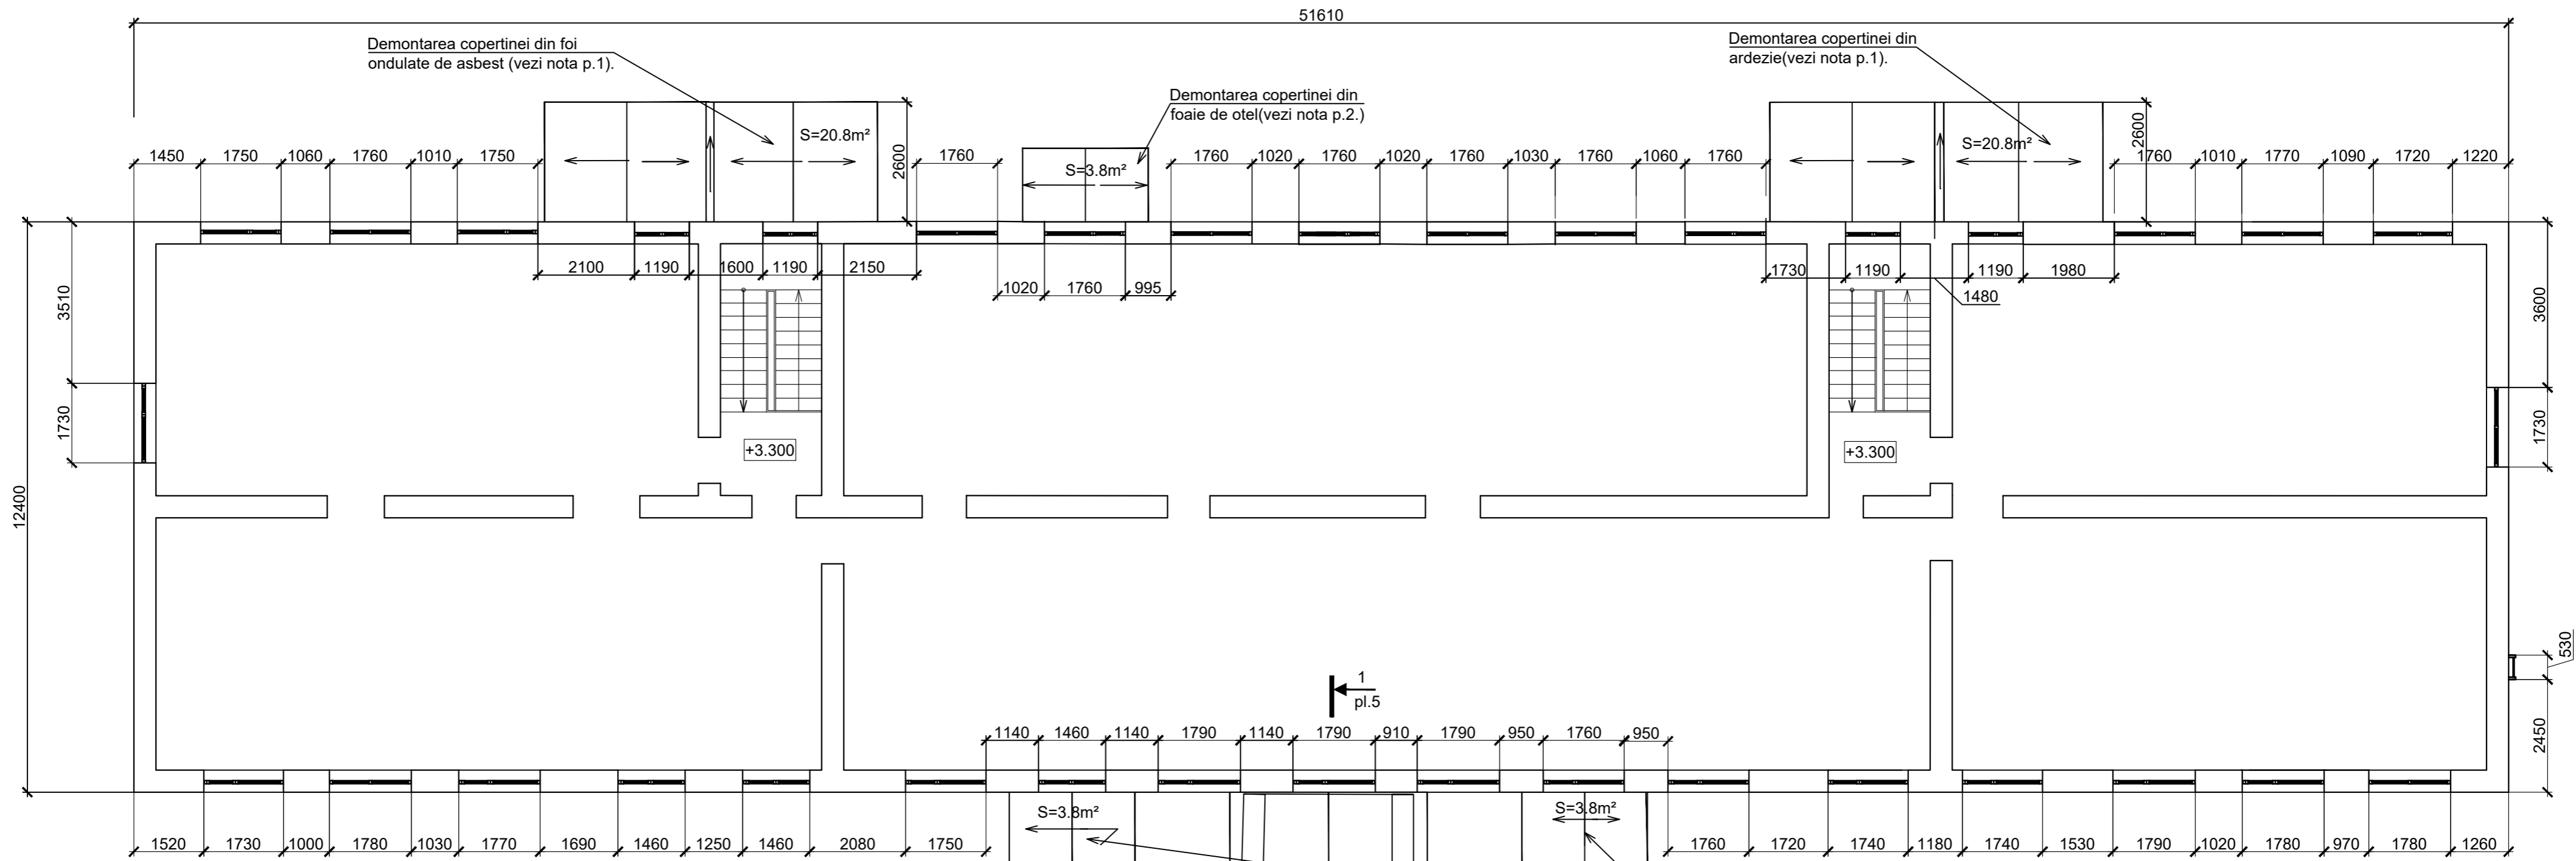 51610
Demontarea copertinei din foi
ondulate de asbest (vezi nota p.1).
Demontarea copertinei din
ardezie(vezi nota p.1).
Demontarea copertinei din
foaie de otel(vezi nota p.2.)
S=20.8m²
2600
S=3.8m²
S=20.8m²
2600
1450 1750 1060 1760 1010 1750 1760 1760 1020 1760 1020 1760 1030 1760 1060 1760 1760 1010 1770 1090 1720 1220
2100 1190 1600 1190 2150 1730 1190 1190 1980
1020 1760 995
1480
3510
1730
12400
3600
1730
+3.300
+3.300
530
2450
1
pl.5
1140 1460 1140 1790 1140 1790 910 1790 950 1760 950
S=3.8m²
S=3.8m²
1520 1730 1000 1780 1030 1770 1690 1460 1250 1460 2080 1750 1760 1720 1740 1180 1740 1530 1790 1020 1780 970 1780 1260